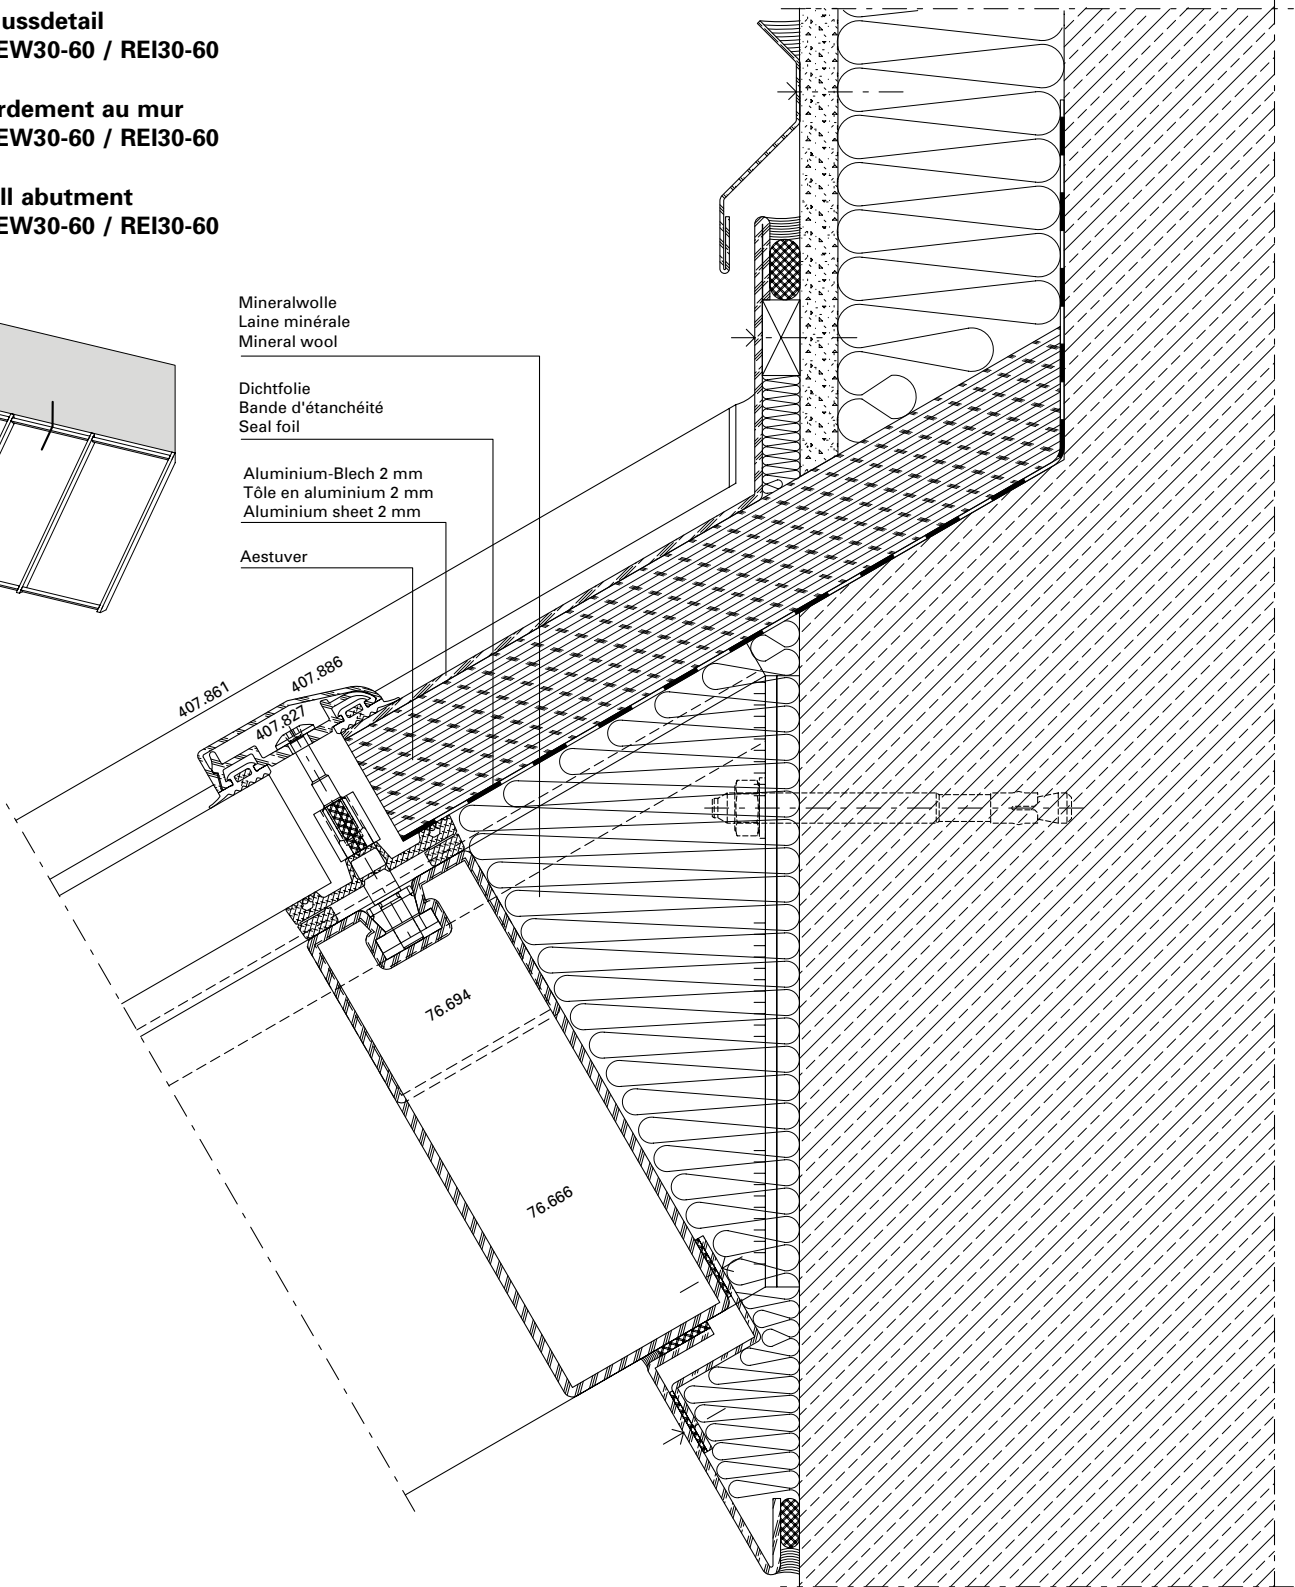 ussdetail
EW30-60 / REI30-60
rdement au mur
EW30-60 / REI30-60
ll abutment
EW30-60 / REI30-60
Mineralwolle
Laine minérale
Mineral wool
Dichtfolie
Bande d'étanchéité
Seal foil
Aluminium-Blech 2 mm
Tôle en aluminium 2 mm
Aluminium sheet 2 mm
Aestuver
407.861
407.886
407.827
76.694
76.666